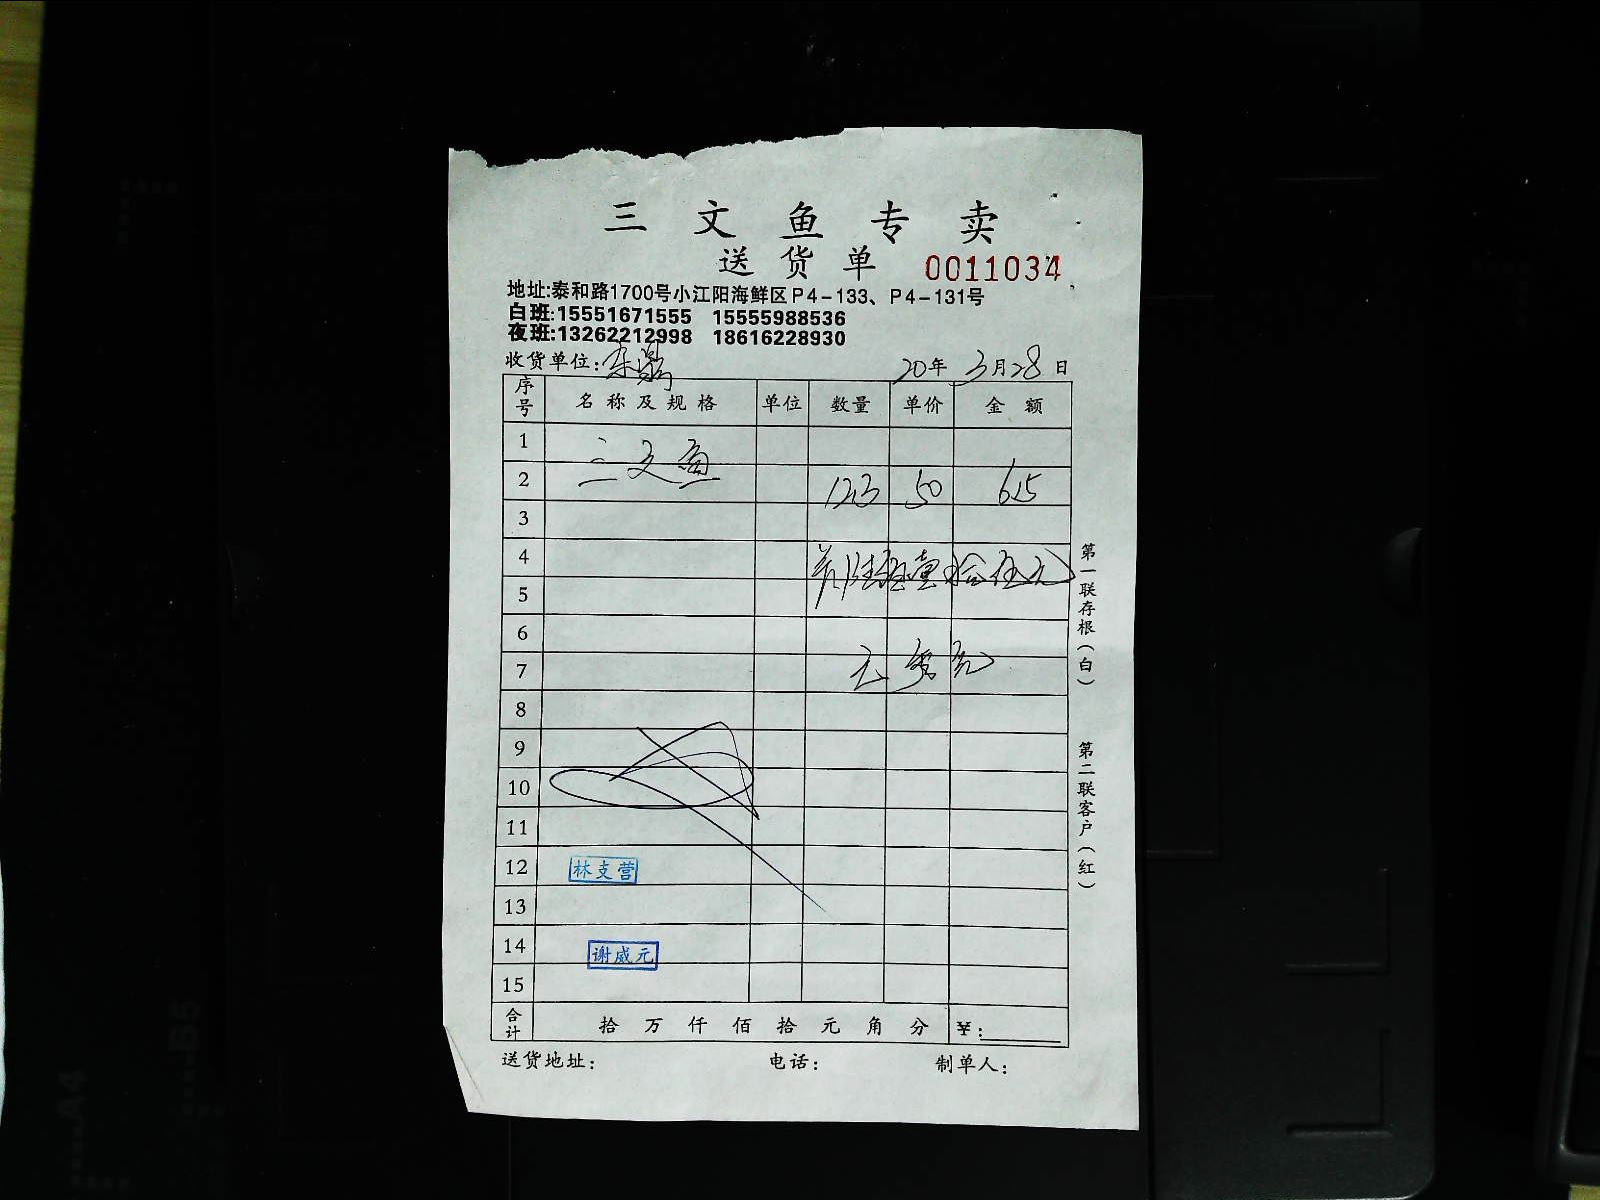 三文鱼专卖
送货单 0011034
地址:泰和路1700号小江阳海鲜区P4-133、P4-131号
白班:15551671555 15555988536
夜班:13262212998 18616228930
收货单位: 20年3月28日
序号 名称及规格 单位 数量 单价 金额
1
三文鱼
2 12.3 50 615
3
4
陆佰壹拾伍元
5
6
7
8
9
10
11
12 林支营
13
14 谢威元
15
合计 拾 万 仟 佰 拾 元 角 分 ¥:
送货地址: 电话: 制单人:
第一联存根(白)
第二联客户(红)